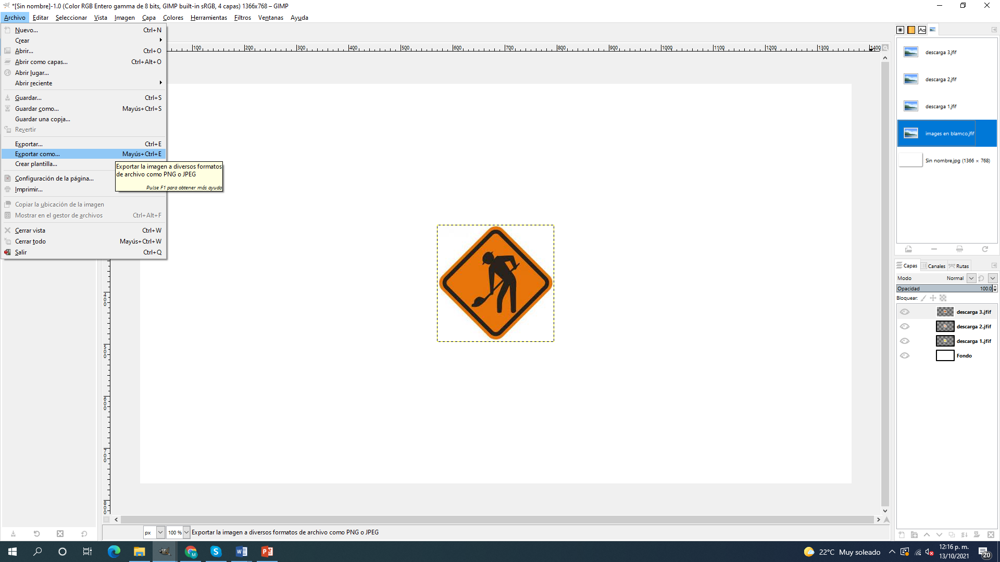 *[Sin nombre]-1.0 (Color RGB Entero gamma de 8 bits, GIMP built-in sRGB, 4 capas) 1366x768 – GIMP
Archivo Editar Seleccionar Vista Imagen Capa Colores Herramientas Filtros Ventanas Ayuda
Nuevo... Ctrl+N
Crear
Abrir... Ctrl+O
Abrir como capas... Ctrl+Alt+O
Abrir lugar...
Abrir reciente
Guardar... Ctrl+S
Guardar como... Mayús+Ctrl+S
Guardar una copia...
Revertir
Exportar... Ctrl+E
Exportar como... Mayús+Ctrl+E
Crear plantilla...
Configuración de la página...
Imprimir...
Copiar la ubicación de la imagen
Mostrar en el gestor de archivos Ctrl+Alt+F
Cerrar vista Ctrl+W
Cerrar todo Mayús+Ctrl+W
Salir Ctrl+Q
Exportar la imagen a diversos formatos
de archivo como PNG o JPEG
Pulse F1 para obtener más ayuda
100 200 300 400 500 600 700 800 900 1000 1100 1200 1300 1400
400
500
600
700
800
Aa
descarga 3.jfif
descarga 2.jfif
descarga 1.jfif
images en blamco.jfif
Sin nombre.jpg (1366 × 768)
Capas Canales Rutas
Modo Normal
Opacidad 100.0
Bloquear:
descarga 3.jfif
descarga 2.jfif
descarga 1.jfif
Fondo
px 100 % Exportar la imagen a diversos formatos de archivo como PNG o JPEG
22°C Muy soleado
12:16 p. m.
13/10/2021
20